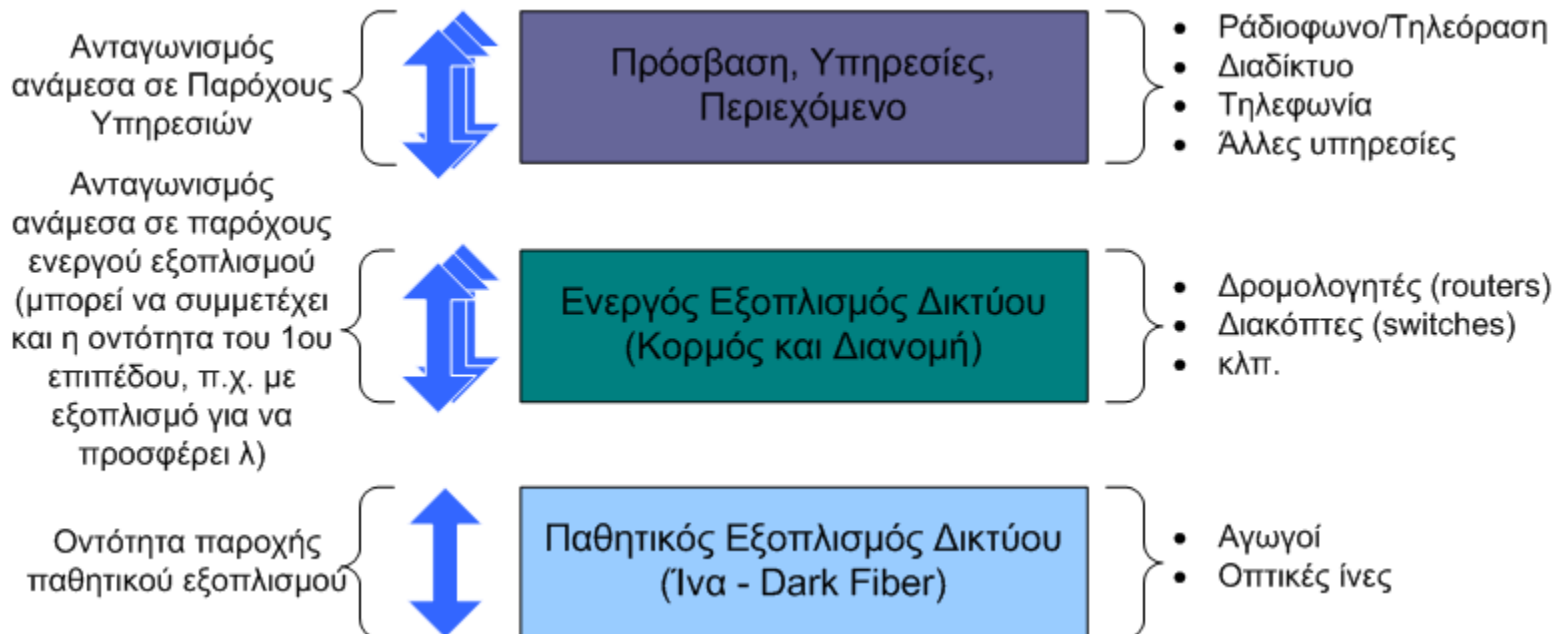 Ανταγωνισμός
ανάμεσα σε Παρόχους
Υπηρεσιών
Πρόσβαση, Υπηρεσίες,
Περιεχόμενο
• Ράδιοφωνο/Τηλεόραση
• Διαδίκτυο
• Τηλεφωνία
• Άλλες υπηρεσίες
Ανταγωνισμός
ανάμεσα σε παρόχους
ενεργού εξοπλισμού
(μπορεί να συμμετέχει
και η οντότητα του 1ου
επιπέδου, π.χ. με
εξοπλισμό για να
προσφέρει λ)
Ενεργός Εξοπλισμός Δικτύου
(Κορμός και Διανομή)
• Δρομολογητές (routers)
• Διακόπτες (switches)
• κλπ.
Οντότητα παροχής
παθητικού εξοπλισμού
Παθητικός Εξοπλισμός Δικτύου
(Ίνα - Dark Fiber)
• Αγωγοί
• Οπτικές ίνες